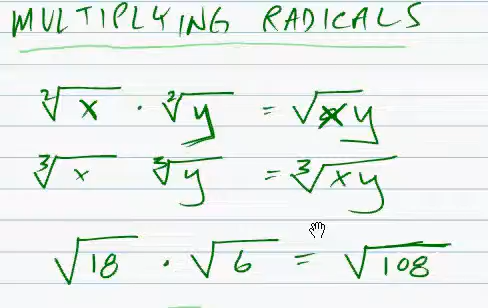 MULTIPLYING RADICALS
²√x · ²√y = √xy
³√x ³√y = ³√xy
√18 · √6 = √108